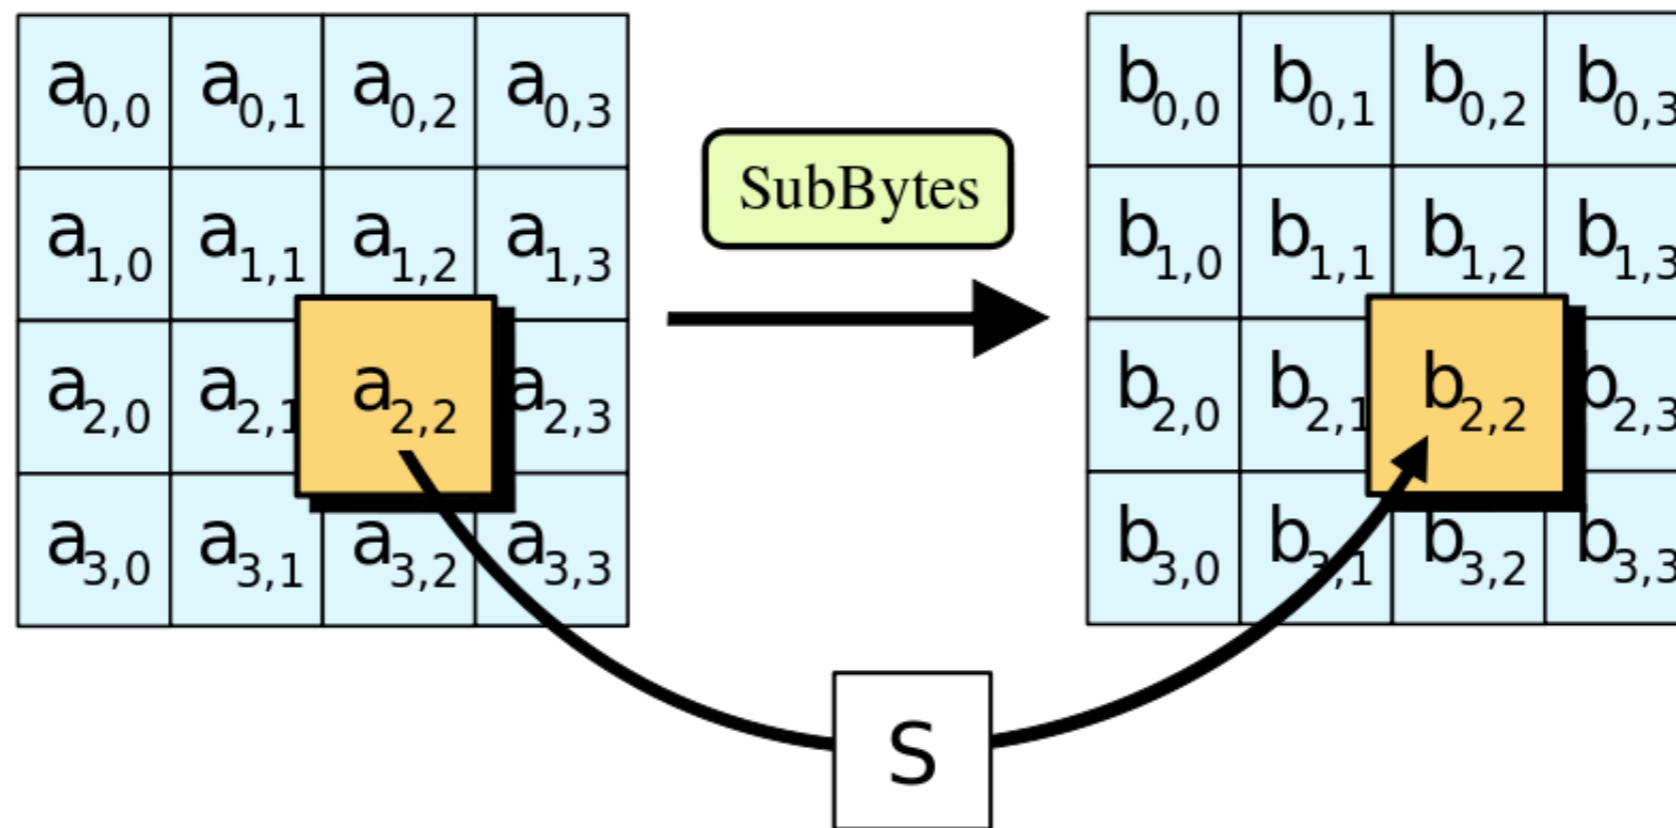 a0,0 a0,1 a0,2 a0,3
b0,0 b0,1 b0,2 b0,3
SubBytes
a1,0 a1,1 a1,2 a1,3
b1,0 b1,1 b1,2 b1,3
a2,0 a2,1 a2,2 a2,3
b2,0 b2,1 b2,2 b2,3
a3,0 a3,1 a3,2 a3,3
b3,0 b3,1 b3,2 b3,3
S